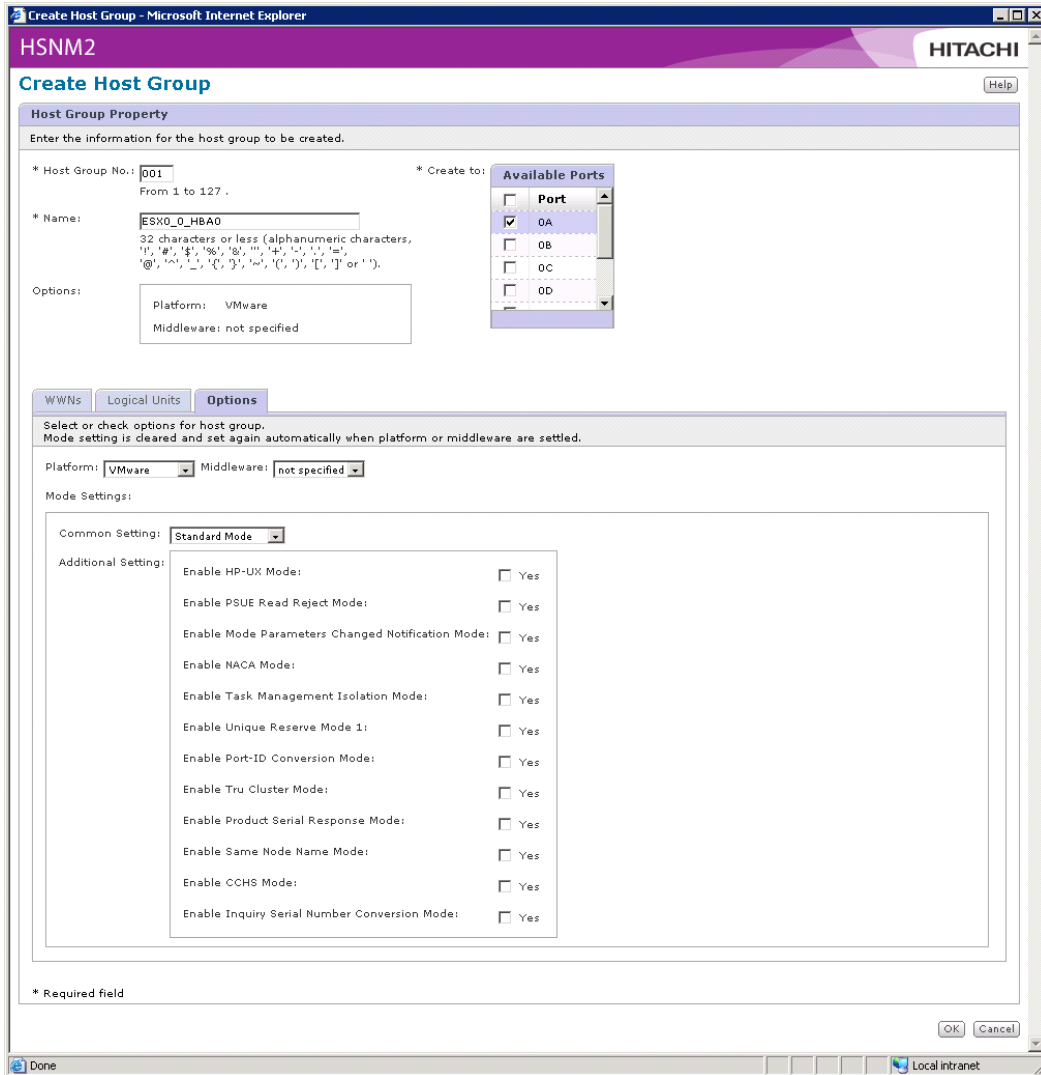 Create Host Group - Microsoft Internet Explorer
HSNM2
HITACHI
Create Host Group
Help
Host Group Property
Enter the information for the host group to be created.
* Host Group No.: 001
From 1 to 127 .
* Create to:
Available Ports
Port
0A
0B
0C
0D
* Name: ESX0_0_HBA0
32 characters or less (alphanumeric characters,
'!', '#', '$', '%', '&', ''', '+', '-', '.', '=',
'@', '^', '_', '{', '}', '~', '(', ')', '[', ']' or ' ').
Options:
Platform: VMware
Middleware: not specified
WWNs
Logical Units
Options
Select or check options for host group.
Mode setting is cleared and set again automatically when platform or middleware are settled.
Platform: VMware Middleware: not specified
Mode Settings:
Common Setting: Standard Mode
Additional Setting:
Enable HP-UX Mode: Yes
Enable PSUE Read Reject Mode: Yes
Enable Mode Parameters Changed Notification Mode: Yes
Enable NACA Mode: Yes
Enable Task Management Isolation Mode: Yes
Enable Unique Reserve Mode 1: Yes
Enable Port-ID Conversion Mode: Yes
Enable Tru Cluster Mode: Yes
Enable Product Serial Response Mode: Yes
Enable Same Node Name Mode: Yes
Enable CCHS Mode: Yes
Enable Inquiry Serial Number Conversion Mode: Yes
* Required field
OK
Cancel
Done
Local intranet